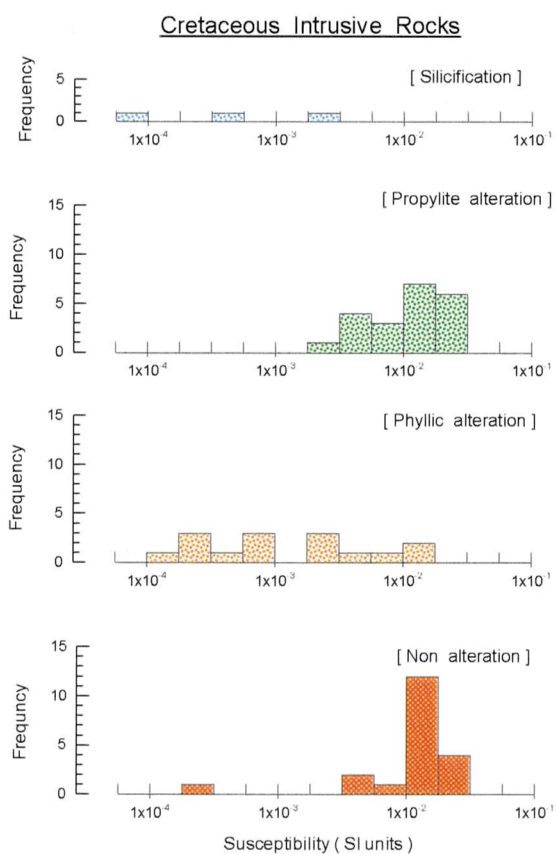 Cretaceous Intrusive Rocks
[ Silicification ]
Frequency
5
0
1x10⁻⁴ 1x10⁻³ 1x10⁻² 1x10⁻¹
[ Propylite alteration ]
Frequency
15
10
5
0
1x10⁻⁴ 1x10⁻³ 1x10⁻² 1x10⁻¹
[ Phyllic alteration ]
Frequency
15
10
5
0
1x10⁻⁴ 1x10⁻³ 1x10⁻² 1x10⁻¹
[ Non alteration ]
Frequncy
15
10
5
0
1x10⁻⁴ 1x10⁻³ 1x10⁻² 1x10⁻¹
Susceptibility ( SI units )